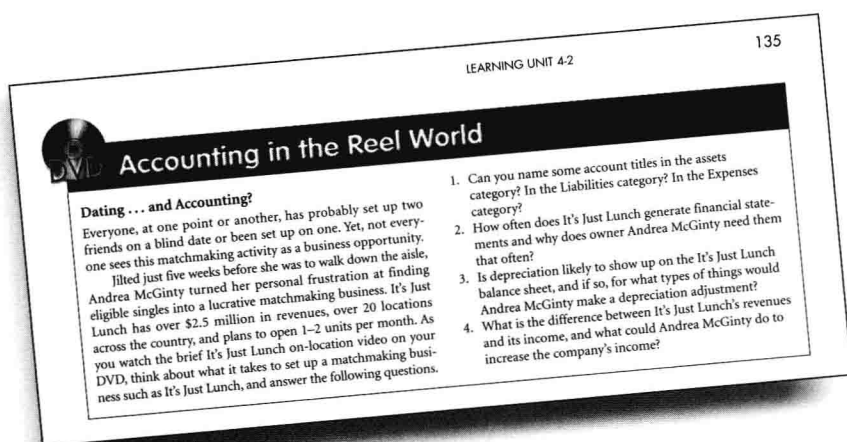 135
LEARNING UNIT 4-2
DVD
Accounting in the Reel World
Dating ... and Accounting?
Everyone, at one point or another, has probably set up two
friends on a blind date or been set up on one. Yet, not every-
one sees this matchmaking activity as a business opportunity.
Jilted just five weeks before she was to walk down the aisle,
Andrea McGinty turned her personal frustration at finding
eligible singles into a lucrative matchmaking business. It's Just
Lunch has over $2.5 million in revenues, over 20 locations
across the country, and plans to open 1–2 units per month. As
you watch the brief It's Just Lunch on-location video on your
DVD, think about what it takes to set up a matchmaking busi-
ness such as It's Just Lunch, and answer the following questions.
1. Can you name some account titles in the assets
category? In the Liabilities category? In the Expenses
category?
2. How often does It's Just Lunch generate financial state-
ments and why does owner Andrea McGinty need them
that often?
3. Is depreciation likely to show up on the It's Just Lunch
balance sheet, and if so, for what types of things would
Andrea McGinty make a depreciation adjustment?
4. What is the difference between It's Just Lunch's revenues
and its income, and what could Andrea McGinty do to
increase the company's income?